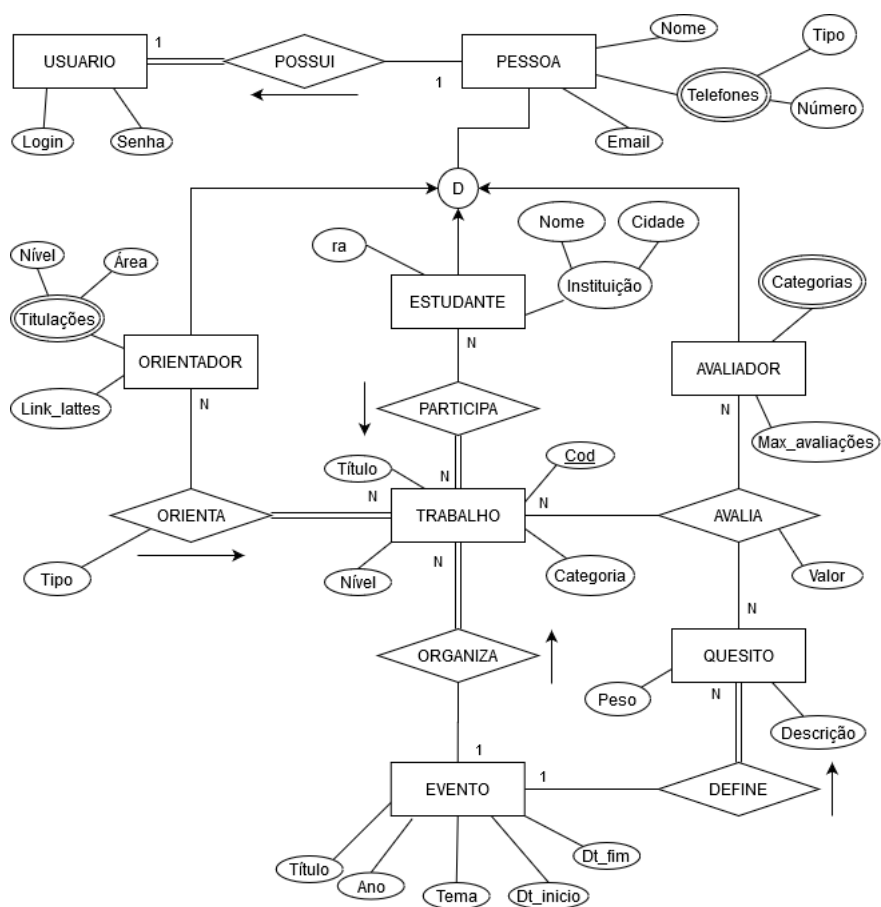 Nome
Tipo
1
USUARIO
POSSUI
PESSOA
1
Telefones
Número
Login
Senha
Email
D
Nome
Cidade
ra
Nível
Área
Instituição
Categorias
Titulações
ESTUDANTE
ORIENTADOR
N
AVALIADOR
Link_lattes
N
PARTICIPA
N
Max_avaliações
Título
Cod
N
N
N
ORIENTA
TRABALHO
AVALIA
Tipo
N
Nível
Categoria
Valor
N
ORGANIZA
QUESITO
Peso
N
Descrição
1
1
EVENTO
DEFINE
Título
Ano
Tema
Dt_inicio
Dt_fim